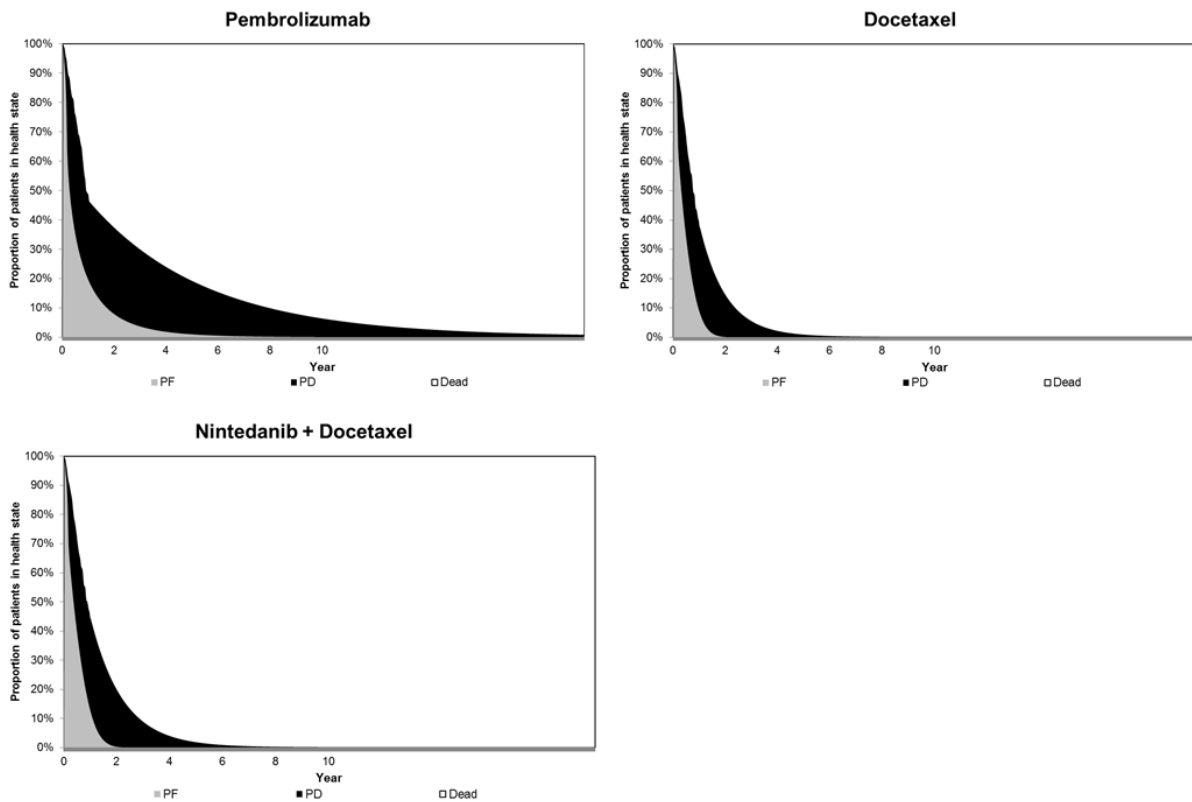 Pembrolizumab
Proportion of patients in health state
100%
90%
80%
70%
60%
50%
40%
30%
20%
10%
0%
0 2 4 6 8 10
Year
PF PD Dead
Docetaxel
Proportion of patients in health state
100%
90%
80%
70%
60%
50%
40%
30%
20%
10%
0%
0 2 4 6 8 10
Year
PF PD Dead
Nintedanib + Docetaxel
Proportion of patients in health state
100%
90%
80%
70%
60%
50%
40%
30%
20%
10%
0%
0 2 4 6 8 10
Year
PF PD Dead